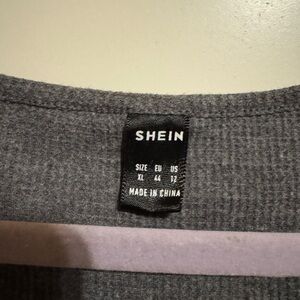 SHEIN
SIZE EU US
XL 44 12
MADE IN CHINA